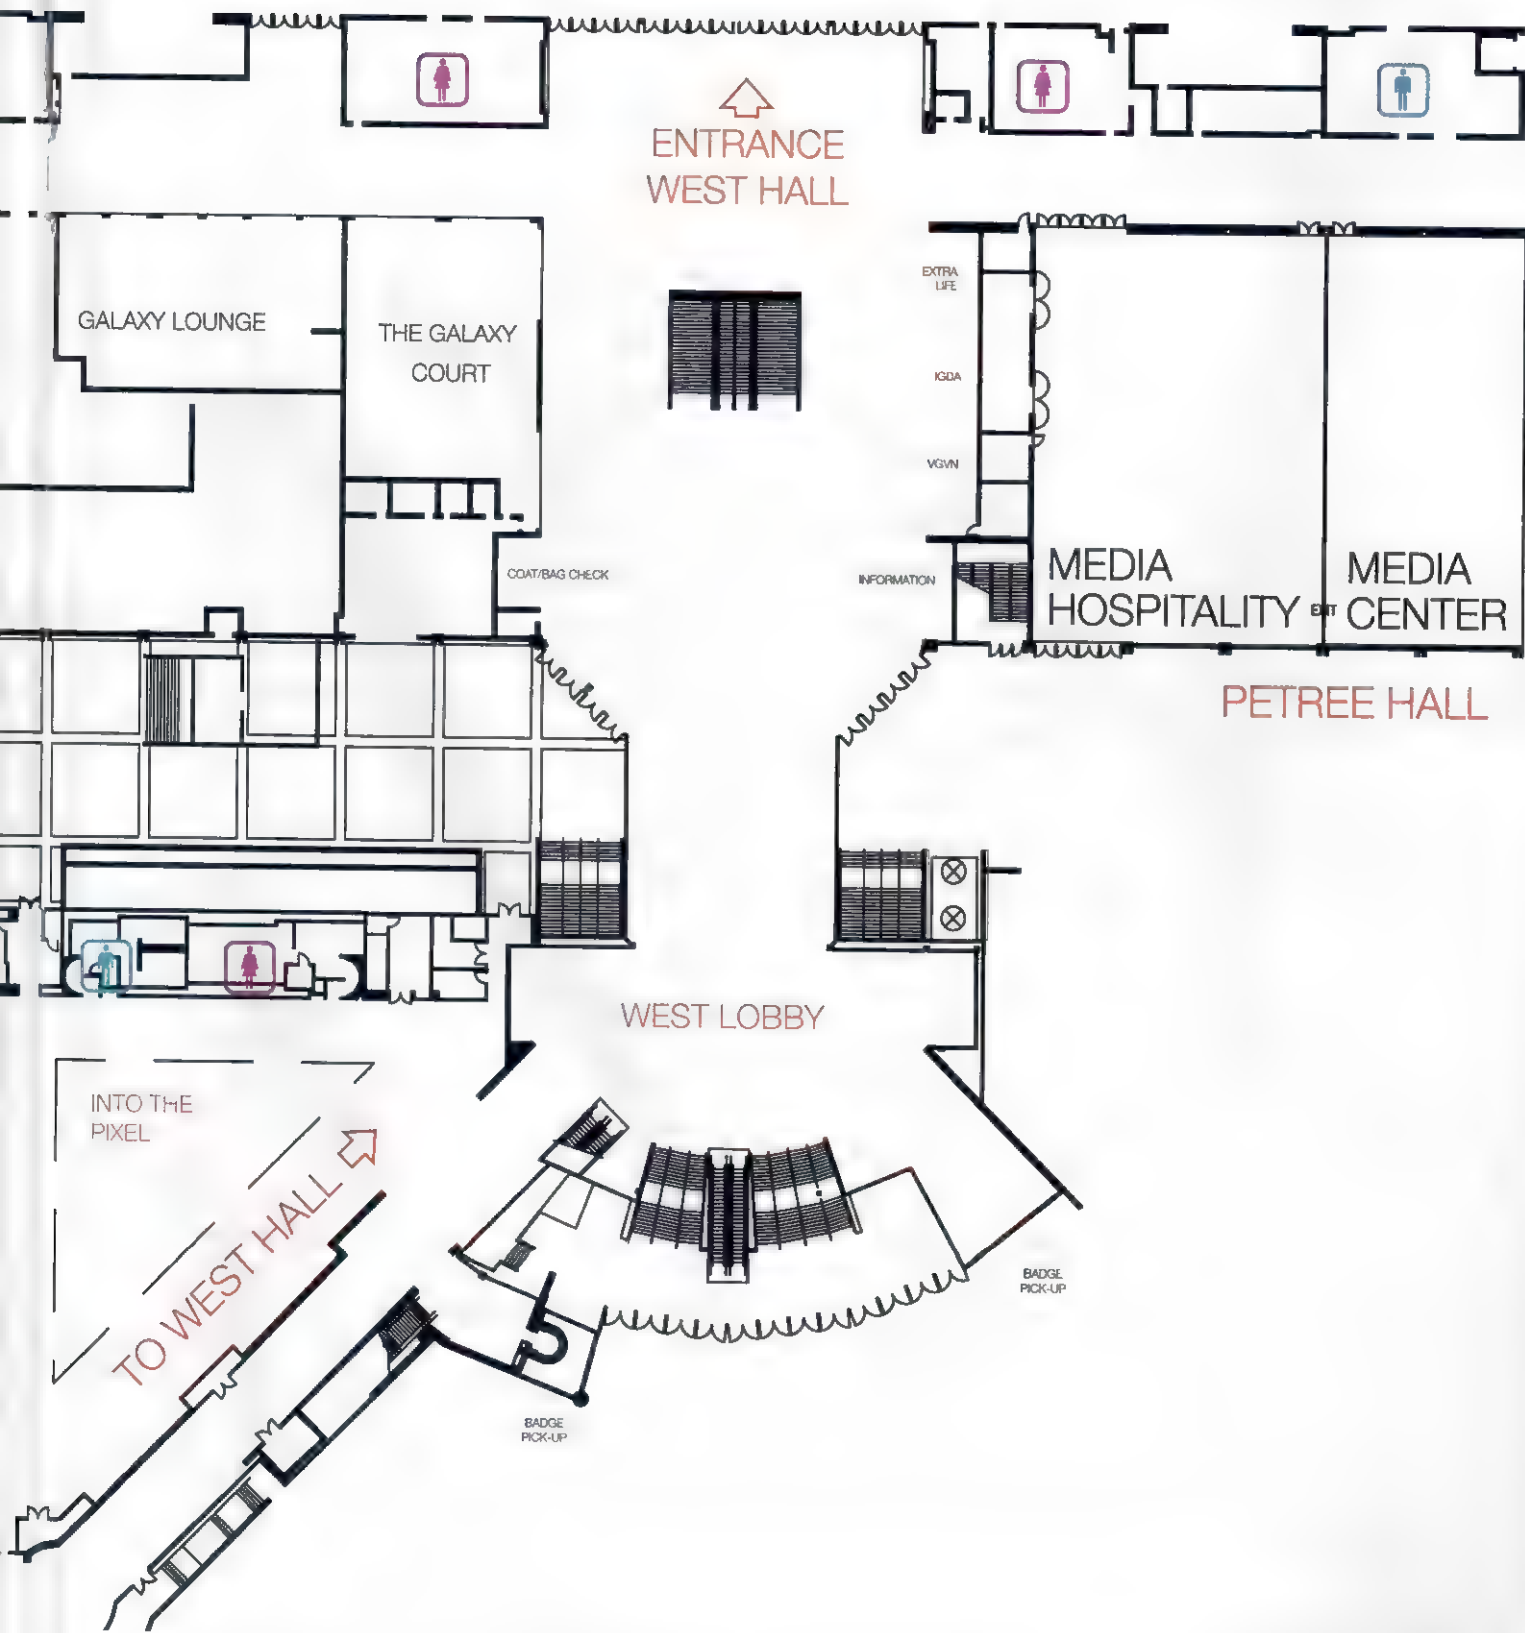 ENTRANCE
WEST HALL
EXTRA
LIFE
GALAXY LOUNGE
THE GALAXY
COURT
IGDA
VGVN
COAT/BAG CHECK
INFORMATION
MEDIA
HOSPITALITY
EXIT
MEDIA
CENTER
PETREE HALL
WEST LOBBY
INTO THE
PIXEL
TO WEST HALL
BADGE
PICK-UP
BADGE
PICK-UP